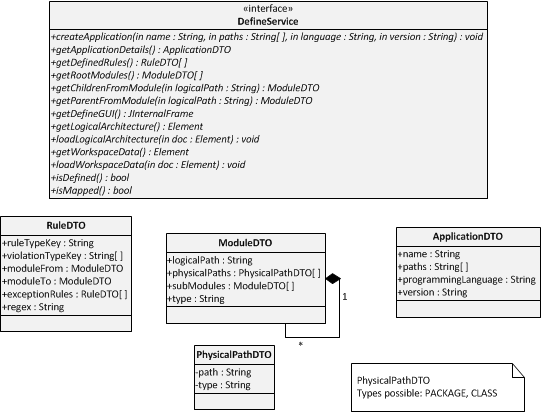 «interface»
DefineService
+createApplication(in name : String, in paths : String[ ], in language : String, in version : String) : void
+getApplicationDetails() : ApplicationDTO
+getDefinedRules() : RuleDTO[ ]
+getRootModules() : ModuleDTO[ ]
+getChildrenFromModule(in logicalPath : String) : ModuleDTO
+getParentFromModule(in logicalPath : String) : ModuleDTO
+getDefineGUI() : JInternalFrame
+getLogicalArchitecture() : Element
+loadLogicalArchitecture(in doc : Element) : void
+getWorkspaceData() : Element
+loadWorkspaceData(in doc : Element) : void
+isDefined() : bool
+isMapped() : bool
RuleDTO
+ruleTypeKey : String
+violationTypeKey : String[ ]
+moduleFrom : ModuleDTO
+moduleTo : ModuleDTO
+exceptionRules : RuleDTO[ ]
+regex : String
ModuleDTO
+logicalPath : String
+physicalPaths : PhysicalPathDTO[ ]
+subModules : ModuleDTO[ ]
+type : String
1
*
ApplicationDTO
+name : String
+paths : String[ ]
+programmingLanguage : String
+version : String
PhysicalPathDTO
-path : String
-type : String
PhysicalPathDTO
Types possible: PACKAGE, CLASS